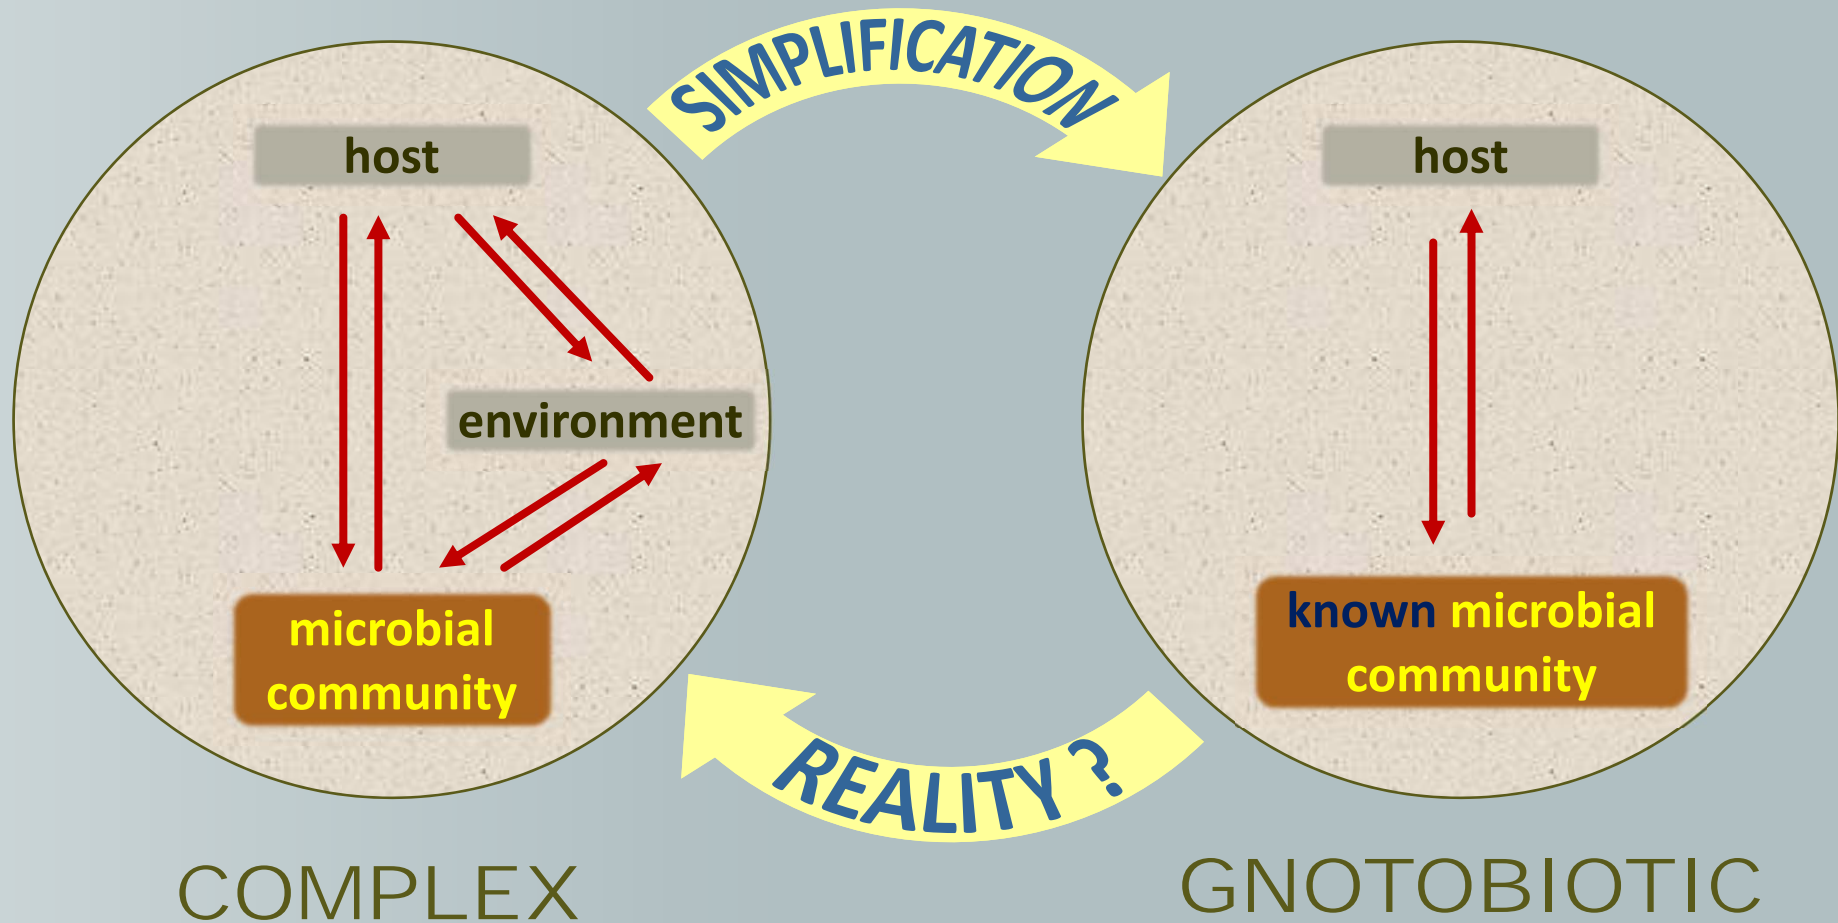 SIMPLIFICATION
host
environment
microbial
community
host
known microbial
community
REALITY ?
COMPLEX
GNOTOBIOTIC